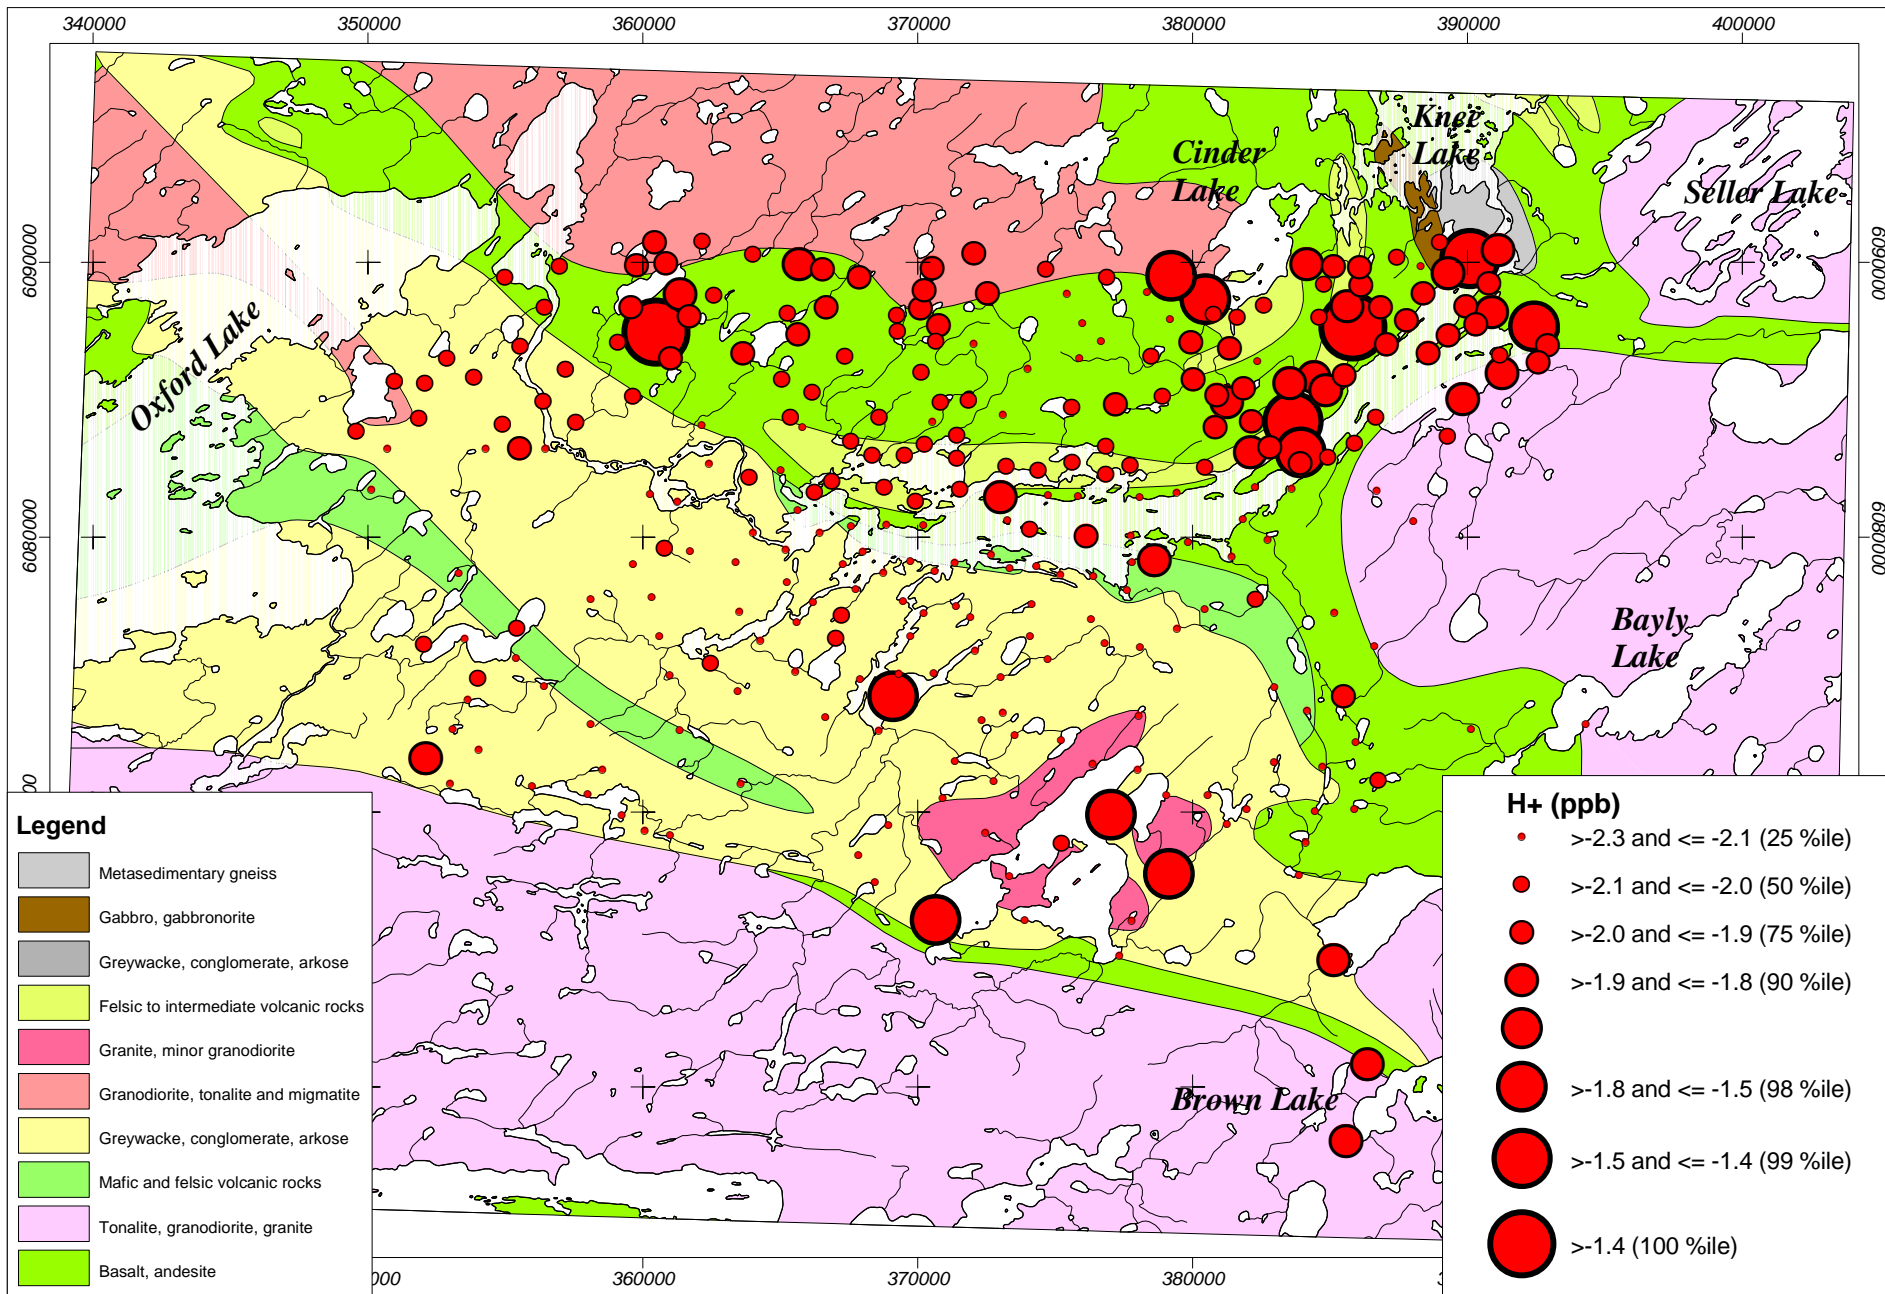 340000 350000 360000 370000 380000 390000 400000
Knee
Lake
Cinder
Lake
Seller Lake
6090000
6090000
Oxford Lake
6080000
6080000
Bayly
Lake
Brown Lake
Legend
Metasedimentary gneiss
Gabbro, gabbronorite
Greywacke, conglomerate, arkose
Felsic to intermediate volcanic rocks
Granite, minor granodiorite
Granodiorite, tonalite and migmatite
Greywacke, conglomerate, arkose
Mafic and felsic volcanic rocks
Tonalite, granodiorite, granite
Basalt, andesite
H+ (ppb)
>-2.3 and <= -2.1 (25 %ile)
>-2.1 and <= -2.0 (50 %ile)
>-2.0 and <= -1.9 (75 %ile)
>-1.9 and <= -1.8 (90 %ile)
>-1.8 and <= -1.5 (98 %ile)
>-1.5 and <= -1.4 (99 %ile)
>-1.4 (100 %ile)
360000 370000 380000